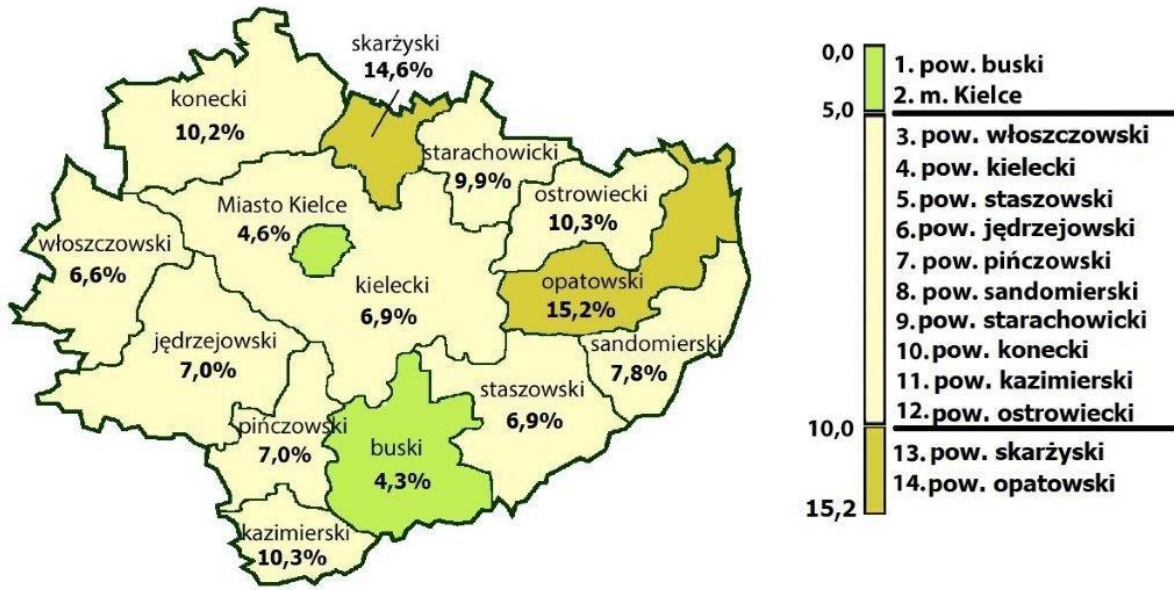 skarżyski
14,6%
konecki
10,2%
starachowicki
9,9%
ostrowiecki
10,3%
Miasto Kielce
4,6%
włoszczowski
6,6%
kielecki
6,9%
opatowski
15,2%
sandomierski
7,8%
jędrzejowski
7,0%
staszowski
6,9%
pińczowski
7,0%
buski
4,3%
kazimierski
10,3%
0,0
5,0
10,0
15,2
1. pow. buski
2. m. Kielce
3. pow. włoszczowski
4. pow. kielecki
5. pow. staszowski
6. pow. jędrzejowski
7. pow. pińczowski
8. pow. sandomierski
9. pow. starachowicki
10. pow. konecki
11. pow. kazimierski
12. pow. ostrowiecki
13. pow. skarżyski
14. pow. opatowski